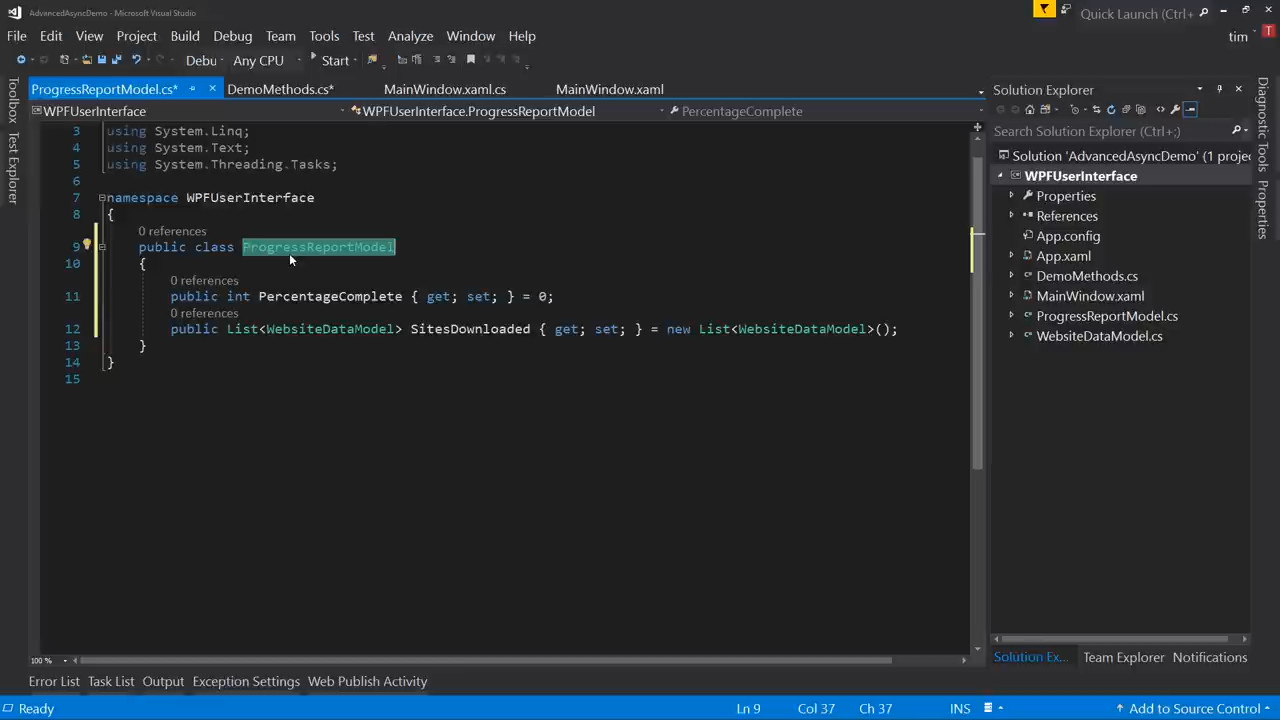 AdvancedAsyncDemo - Microsoft Visual Studio
Quick Launch (Ctrl+
File Edit View Project Build Debug Team Tools Test Analyze Window Help
tim
T
Debu Any CPU Start
Toolbox
Test Explorer
ProgressReportModel.cs*
DemoMethods.cs*
MainWindow.xaml.cs
MainWindow.xaml
WPFUserInterface
WPFUserInterface.ProgressReportModel
PercentageComplete
3 using System.Linq;
4 using System.Text;
5 using System.Threading.Tasks;
6
7 namespace WPFUserInterface
8 {
0 references
9 public class ProgressReportModel
10 {
0 references
11 public int PercentageComplete { get; set; } = 0;
0 references
12 public List<WebsiteDataModel> SitesDownloaded { get; set; } = new List<WebsiteDataModel>();
13 }
14 }
15
100 %
Solution Explorer
Search Solution Explorer (Ctrl+;)
Solution 'AdvancedAsyncDemo' (1 projec
WPFUserInterface
Properties
References
App.config
App.xaml
DemoMethods.cs
MainWindow.xaml
ProgressReportModel.cs
WebsiteDataModel.cs
Solution Ex... Team Explorer Notifications
Diagnostic Tools
Properties
Error List Task List Output Exception Settings Web Publish Activity
Ready
Ln 9 Col 37 Ch 37 INS
Add to Source Control